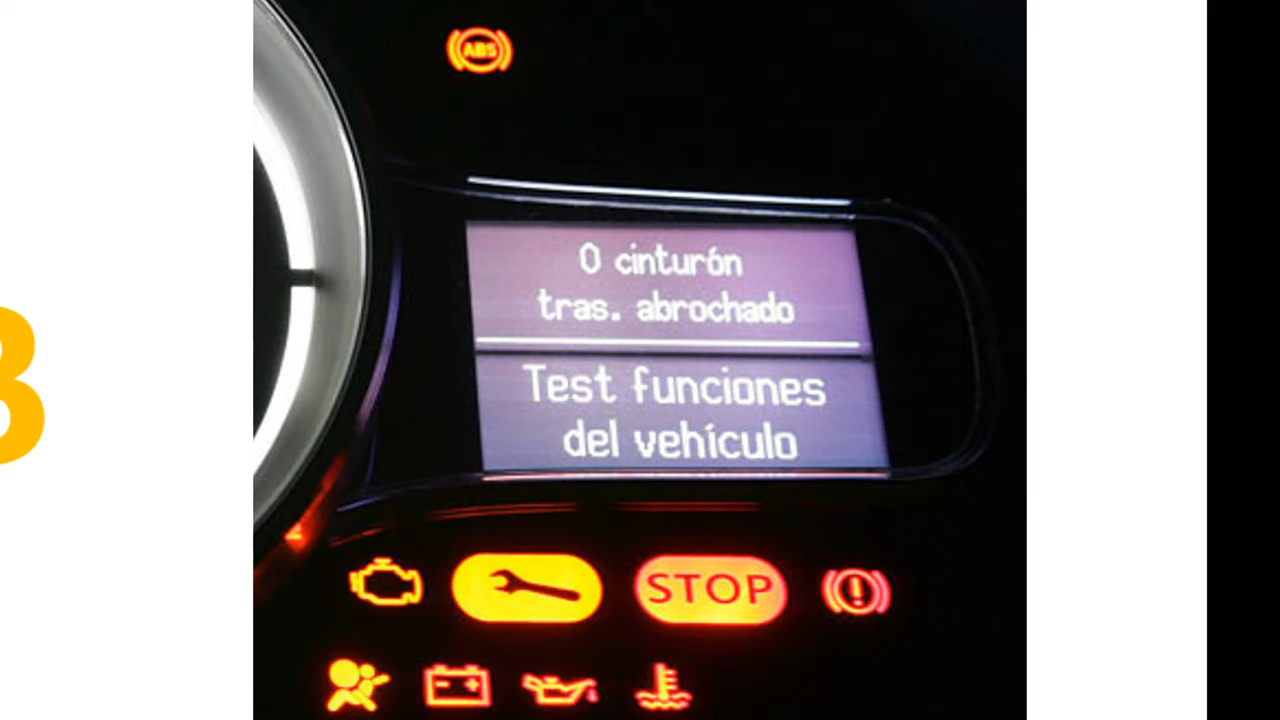 ABS
0 cinturón
tras. abrochado
Test funciones
del vehículo
STOP